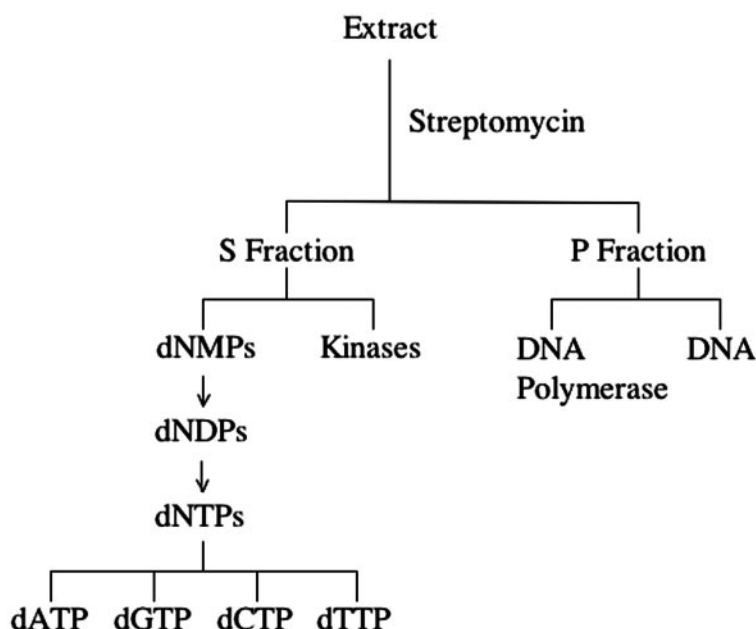 Extract
Streptomycin
S Fraction P Fraction
dNMPs Kinases DNA DNA
Polymerase
dNDPs
dNTPs
dATP dGTP dCTP dTTP